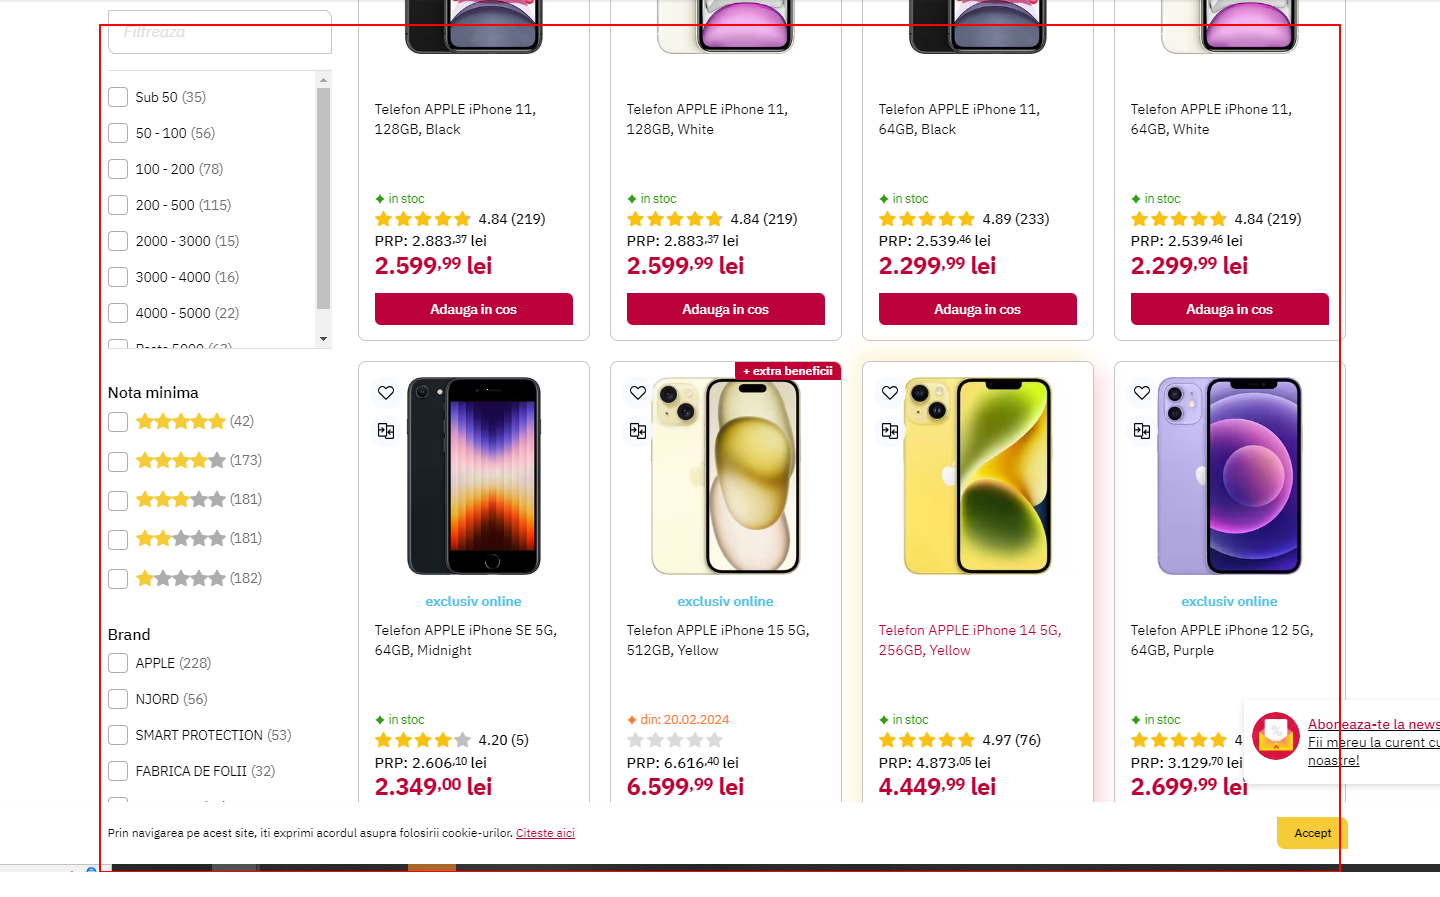 Filtreaza
Sub 50 (35)
50 - 100 (56)
100 - 200 (78)
200 - 500 (115)
2000 - 3000 (15)
3000 - 4000 (16)
4000 - 5000 (22)
Nota minima
(42)
(173)
(181)
(181)
(182)
Brand
APPLE (228)
NJORD (56)
SMART PROTECTION (53)
FABRICA DE FOLII (32)
Telefon APPLE iPhone 11,
128GB, Black
in stoc
4.84 (219)
PRP: 2.883,37 lei
2.599,99 lei
Adauga in cos
Telefon APPLE iPhone 11,
128GB, White
in stoc
4.84 (219)
PRP: 2.883,37 lei
2.599,99 lei
Adauga in cos
Telefon APPLE iPhone 11,
64GB, Black
in stoc
4.89 (233)
PRP: 2.539,46 lei
2.299,99 lei
Adauga in cos
Telefon APPLE iPhone 11,
64GB, White
in stoc
4.84 (219)
PRP: 2.539,46 lei
2.299,99 lei
Adauga in cos
exclusiv online
Telefon APPLE iPhone SE 5G,
64GB, Midnight
in stoc
4.20 (5)
PRP: 2.606,10 lei
2.349,00 lei
+ extra beneficii
exclusiv online
Telefon APPLE iPhone 15 5G,
512GB, Yellow
din: 20.02.2024
PRP: 6.616,40 lei
6.599,99 lei
Telefon APPLE iPhone 14 5G,
256GB, Yellow
in stoc
4.97 (76)
PRP: 4.873,05 lei
4.449,99 lei
exclusiv online
Telefon APPLE iPhone 12 5G,
64GB, Purple
in stoc
4
PRP: 3.129,70 lei
2.699,99 lei
Aboneaza-te la news
Fii mereu la curent cu
noastre!
Prin navigarea pe acest site, iti exprimi acordul asupra folosirii cookie-urilor. Citeste aici
Accept